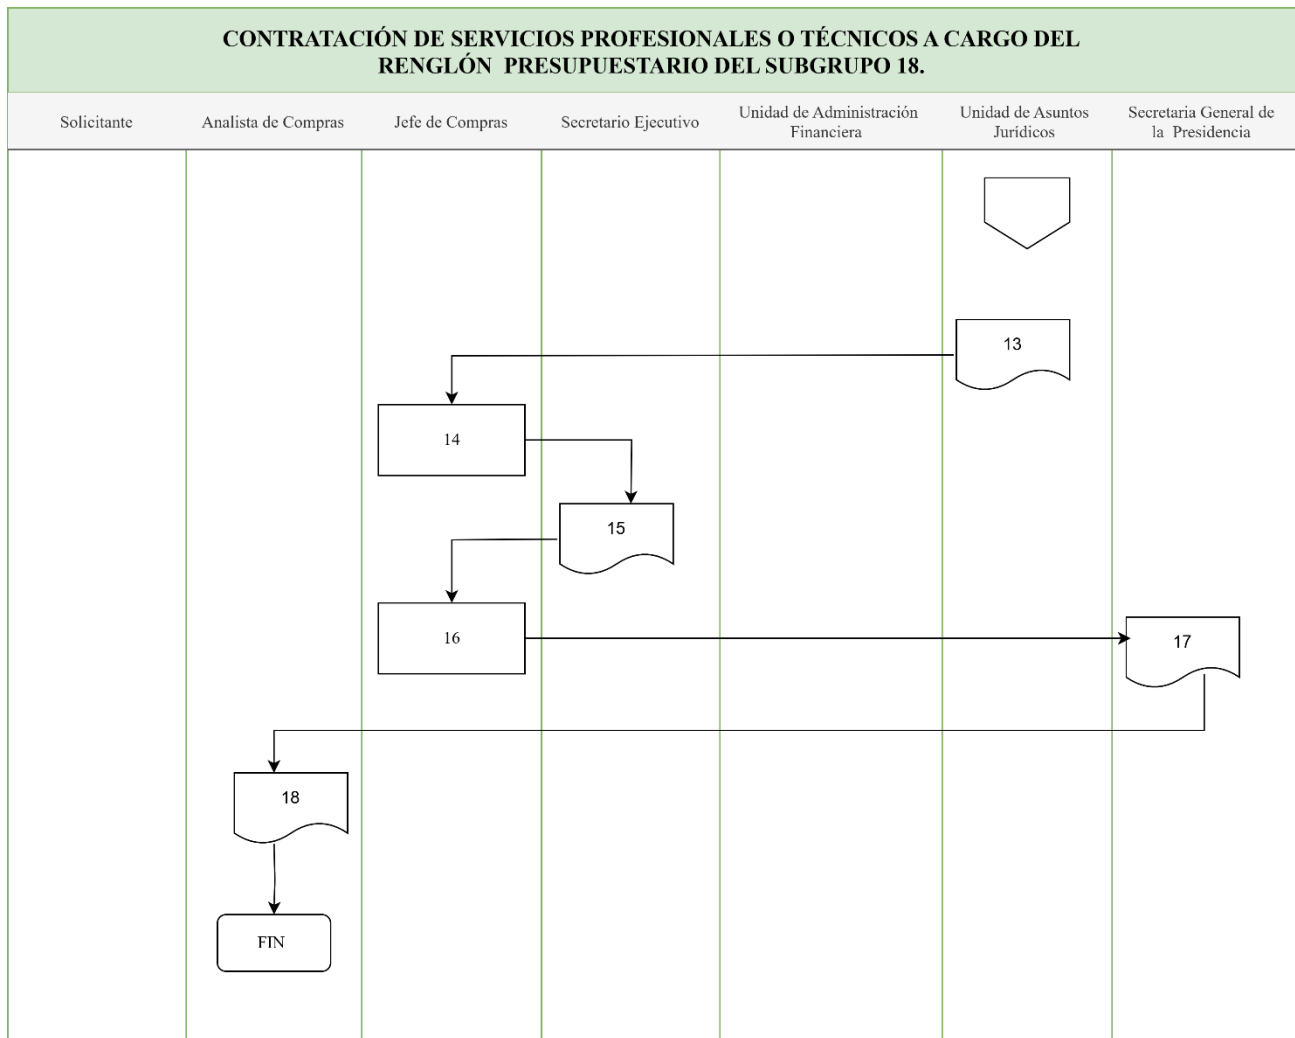 CONTRATACIÓN DE SERVICIOS PROFESIONALES O TÉCNICOS A CARGO DEL
RENGLÓN PRESUPUESTARIO DEL SUBGRUPO 18.
Solicitante
Analista de Compras
Jefe de Compras
Secretario Ejecutivo
Unidad de Administración
Financiera
Unidad de Asuntos
Jurídicos
Secretaria General de
la Presidencia
13
14
15
16
17
18
FIN